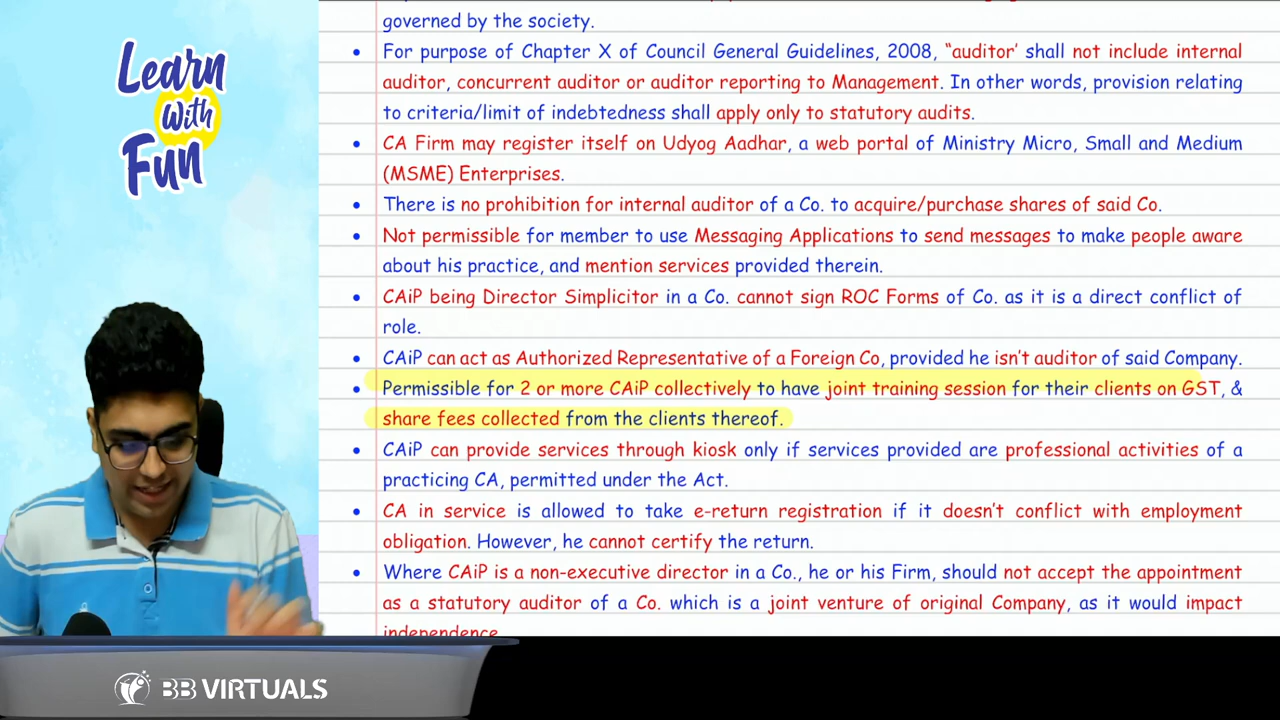 governed by the society.
• For purpose of Chapter X of Council General Guidelines, 2008, “auditor’ shall not include internal
auditor, concurrent auditor or auditor reporting to Management. In other words, provision relating
to criteria/limit of indebtedness shall apply only to statutory audits.
• CA Firm may register itself on Udyog Aadhar, a web portal of Ministry Micro, Small and Medium
(MSME) Enterprises.
• There is no prohibition for internal auditor of a Co. to acquire/purchase shares of said Co.
• Not permissible for member to use Messaging Applications to send messages to make people aware
about his practice, and mention services provided therein.
• CAiP being Director Simplicitor in a Co. cannot sign ROC Forms of Co. as it is a direct conflict of
role.
• CAiP can act as Authorized Representative of a Foreign Co, provided he isn’t auditor of said Company.
• Permissible for 2 or more CAiP collectively to have joint training session for their clients on GST, &
share fees collected from the clients thereof.
• CAiP can provide services through kiosk only if services provided are professional activities of a
practicing CA, permitted under the Act.
• CA in service is allowed to take e-return registration if it doesn’t conflict with employment
obligation. However, he cannot certify the return.
• Where CAiP is a non-executive director in a Co., he or his Firm, should not accept the appointment
as a statutory auditor of a Co. which is a joint venture of original Company, as it would impact
independence
Learn
With
Fun
BB VIRTUALS